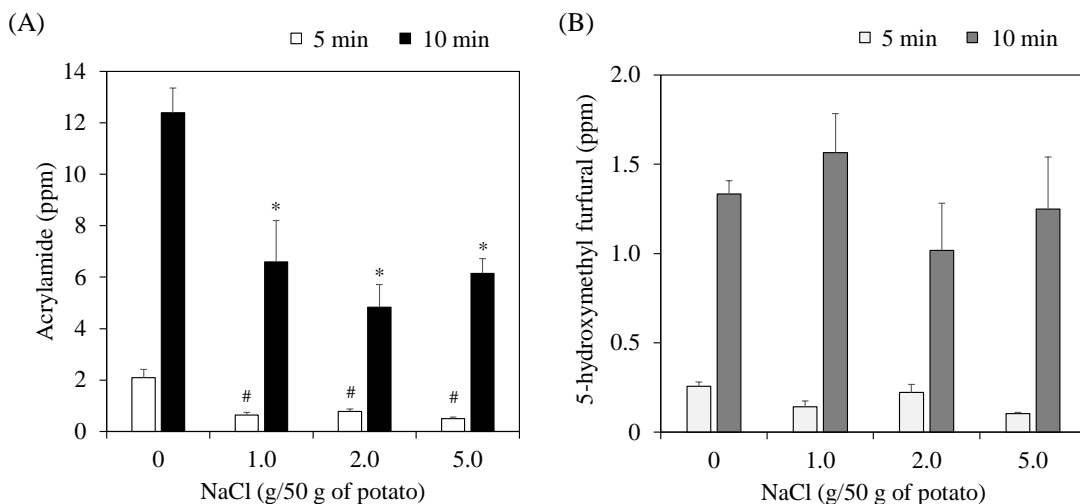 (A)
5 min 10 min
14
12
10
8
6
4
2
0
Acrylamide (ppm)
*
*
*
#
#
#
0 1.0 2.0 5.0
NaCl (g/50 g of potato)
(B)
5 min 10 min
2.0
1.5
1.0
0.5
0
5-hydroxymethyl furfural (ppm)
0 1.0 2.0 5.0
NaCl (g/50 g of potato)